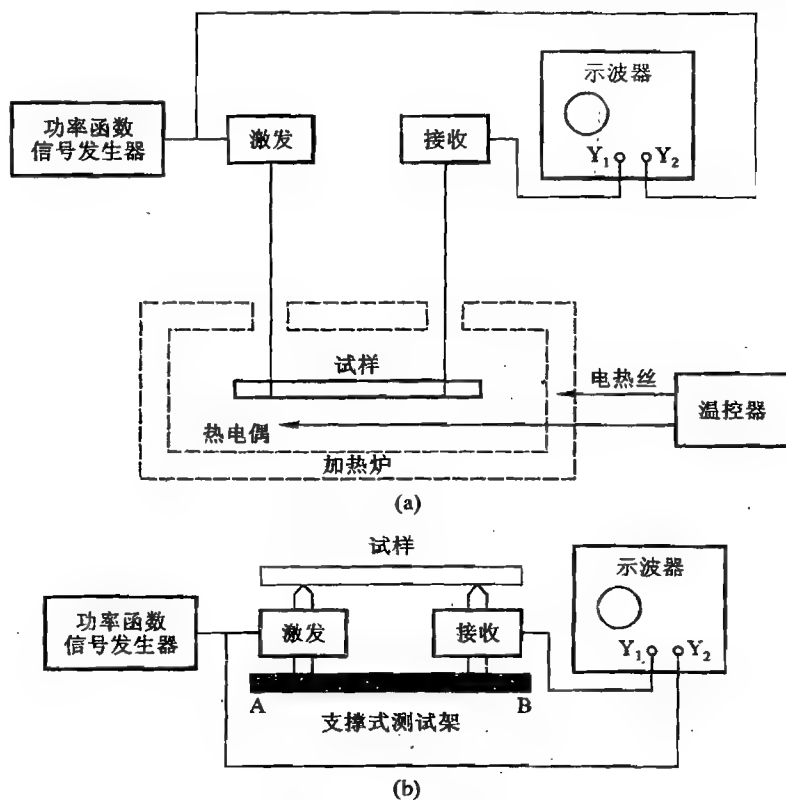 示波器
功率函数
信号发生器
激发
接收
Y₁
Y₂
试样
电热丝
温控器
热电偶
加热炉
(a)
试样
示波器
功率函数
信号发生器
激发
接收
Y₁
Y₂
A
B
支撑式测试架
(b)